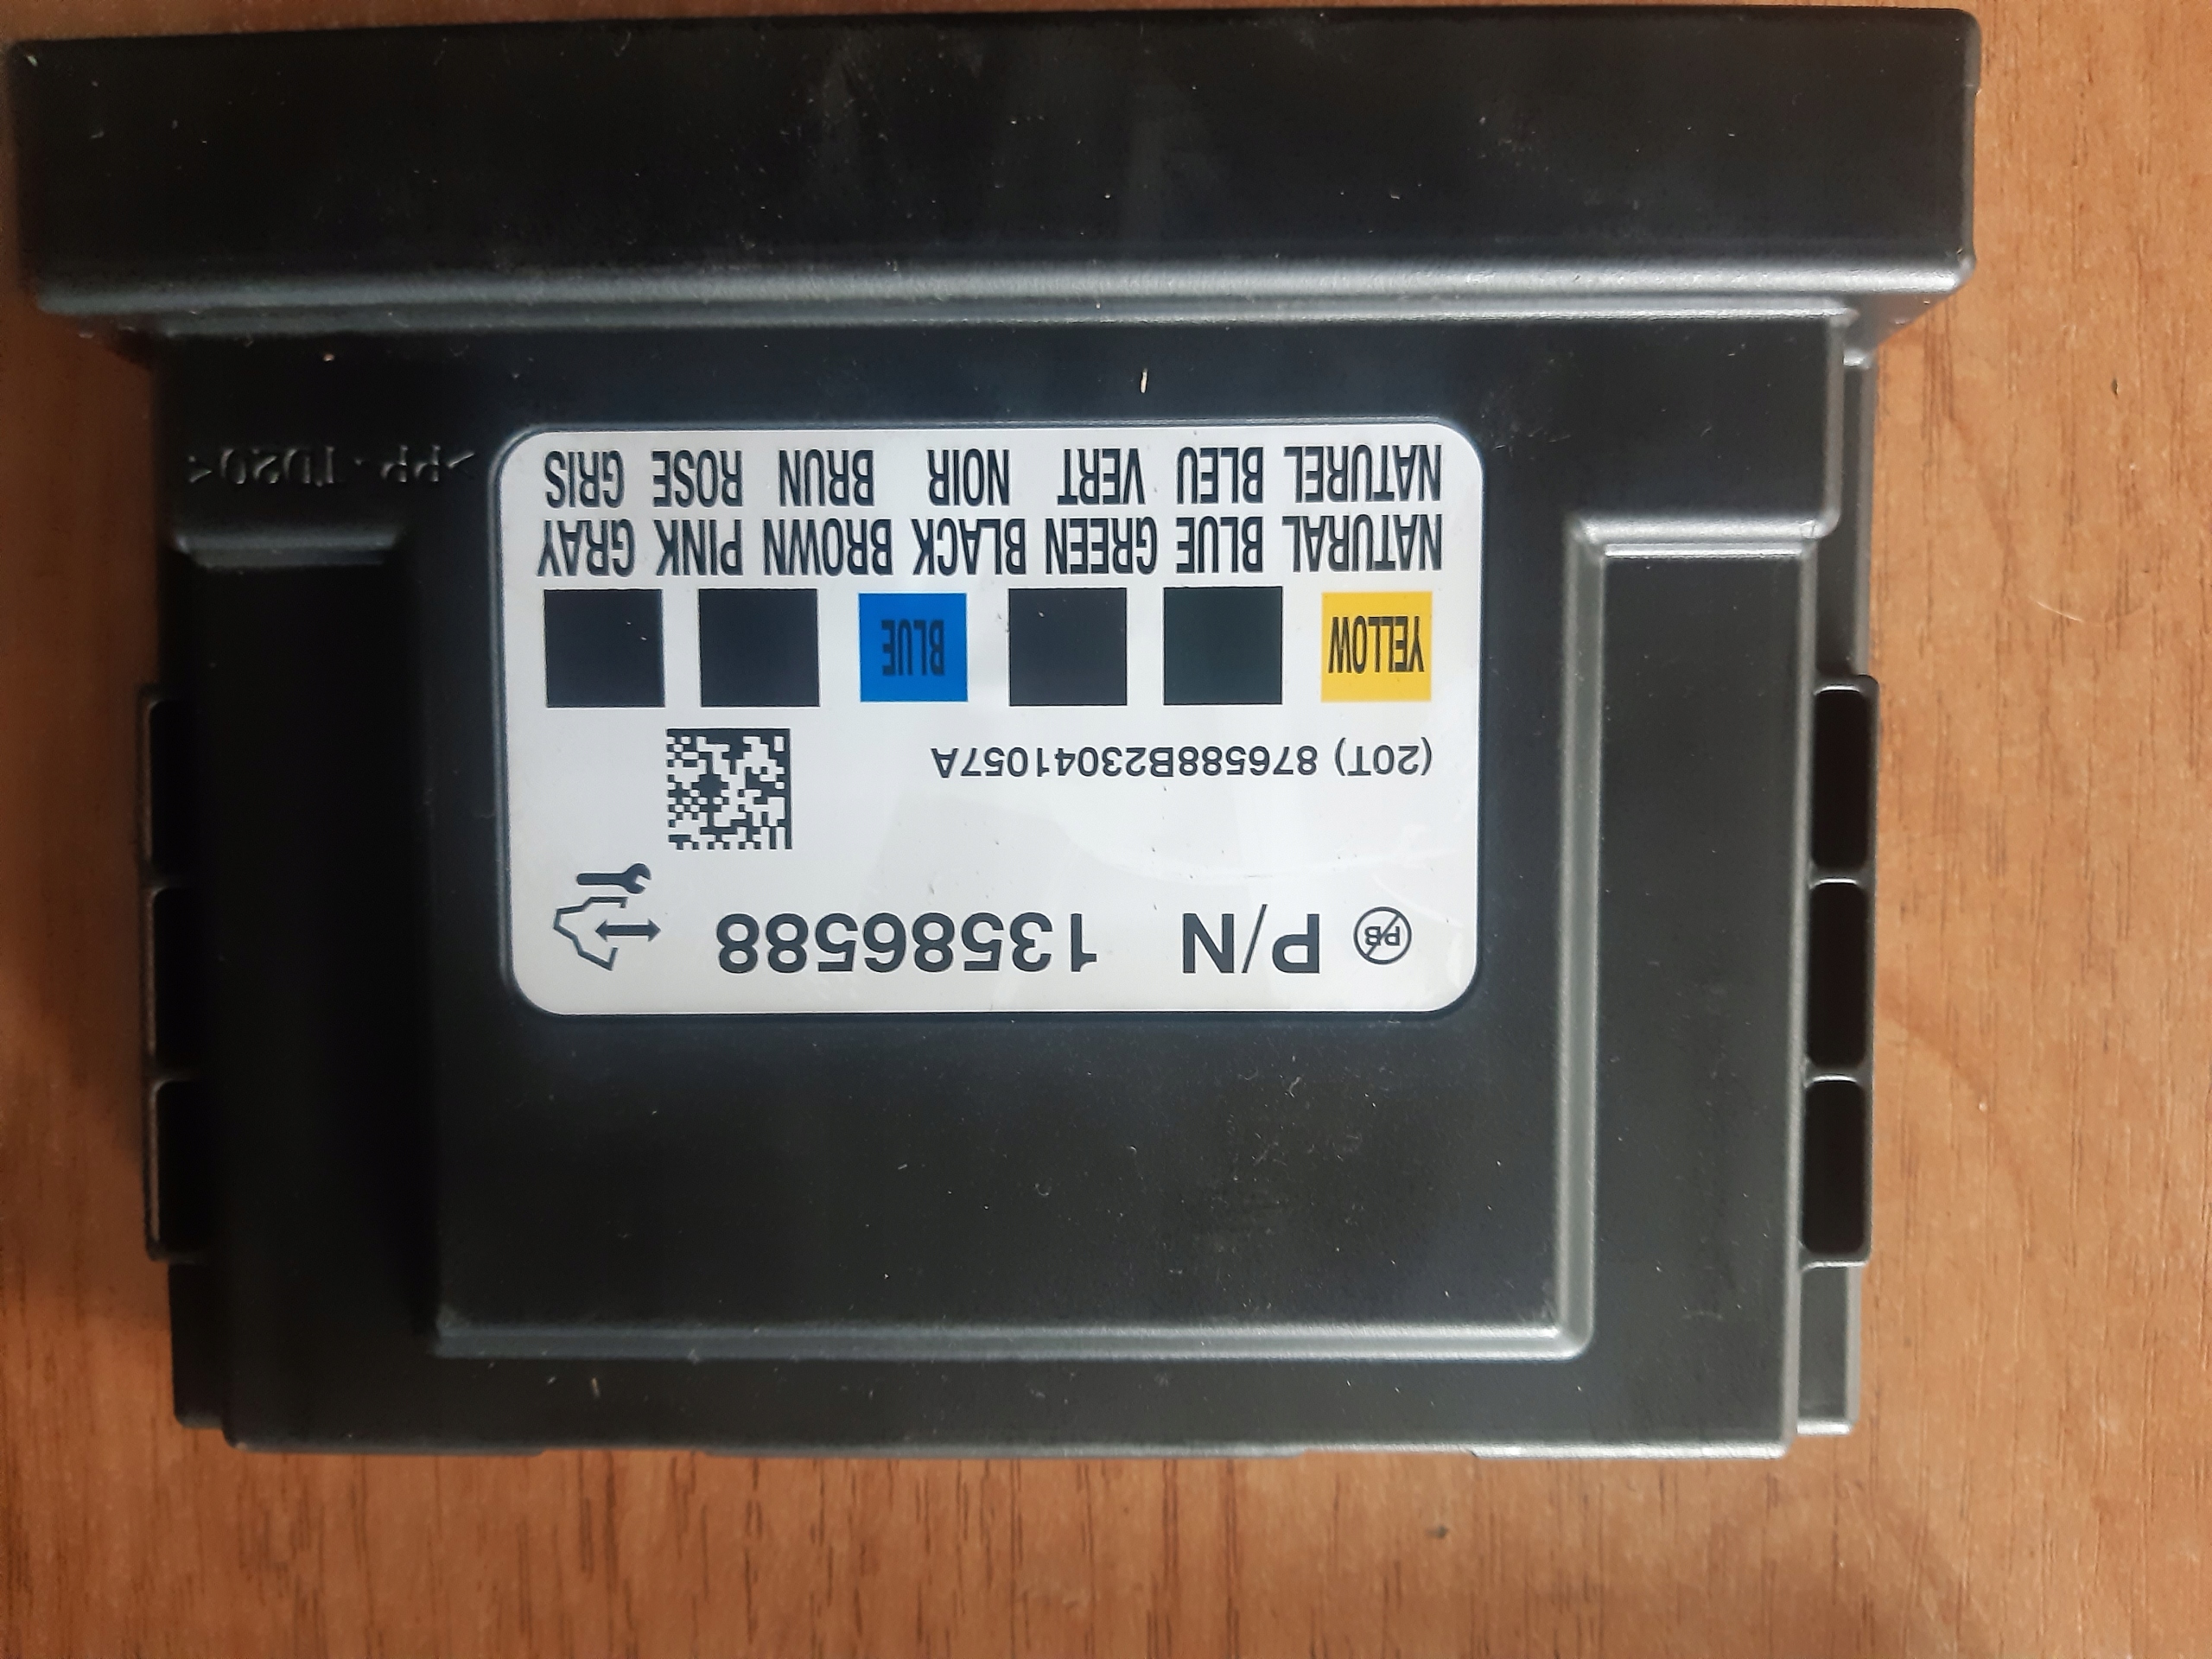 PB P/N 13586588
(20T) 876588B23041057A
YELLOW BLUE
NATURAL BLUE GREEN BLACK BROWN PINK GRAY
NATUREL BLEU VERT NOIR BRUN ROSE GRIS
>PP-TD20<